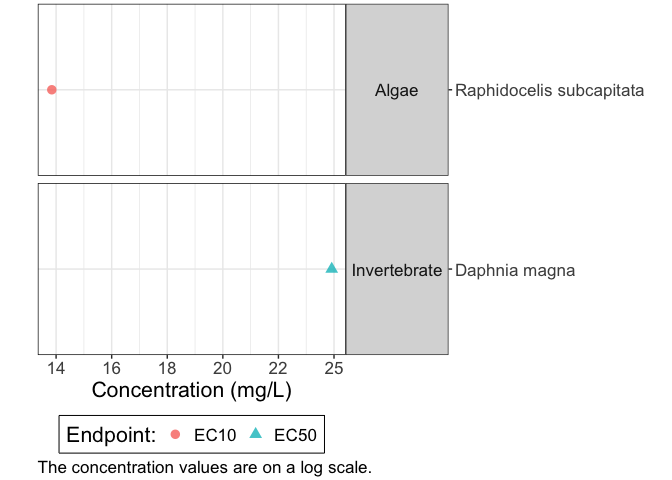 Algae
Raphidocelis subcapitata
Invertebrate
Daphnia magna
14 16 18 20 22 25
Concentration (mg/L)
Endpoint: EC10 EC50
The concentration values are on a log scale.